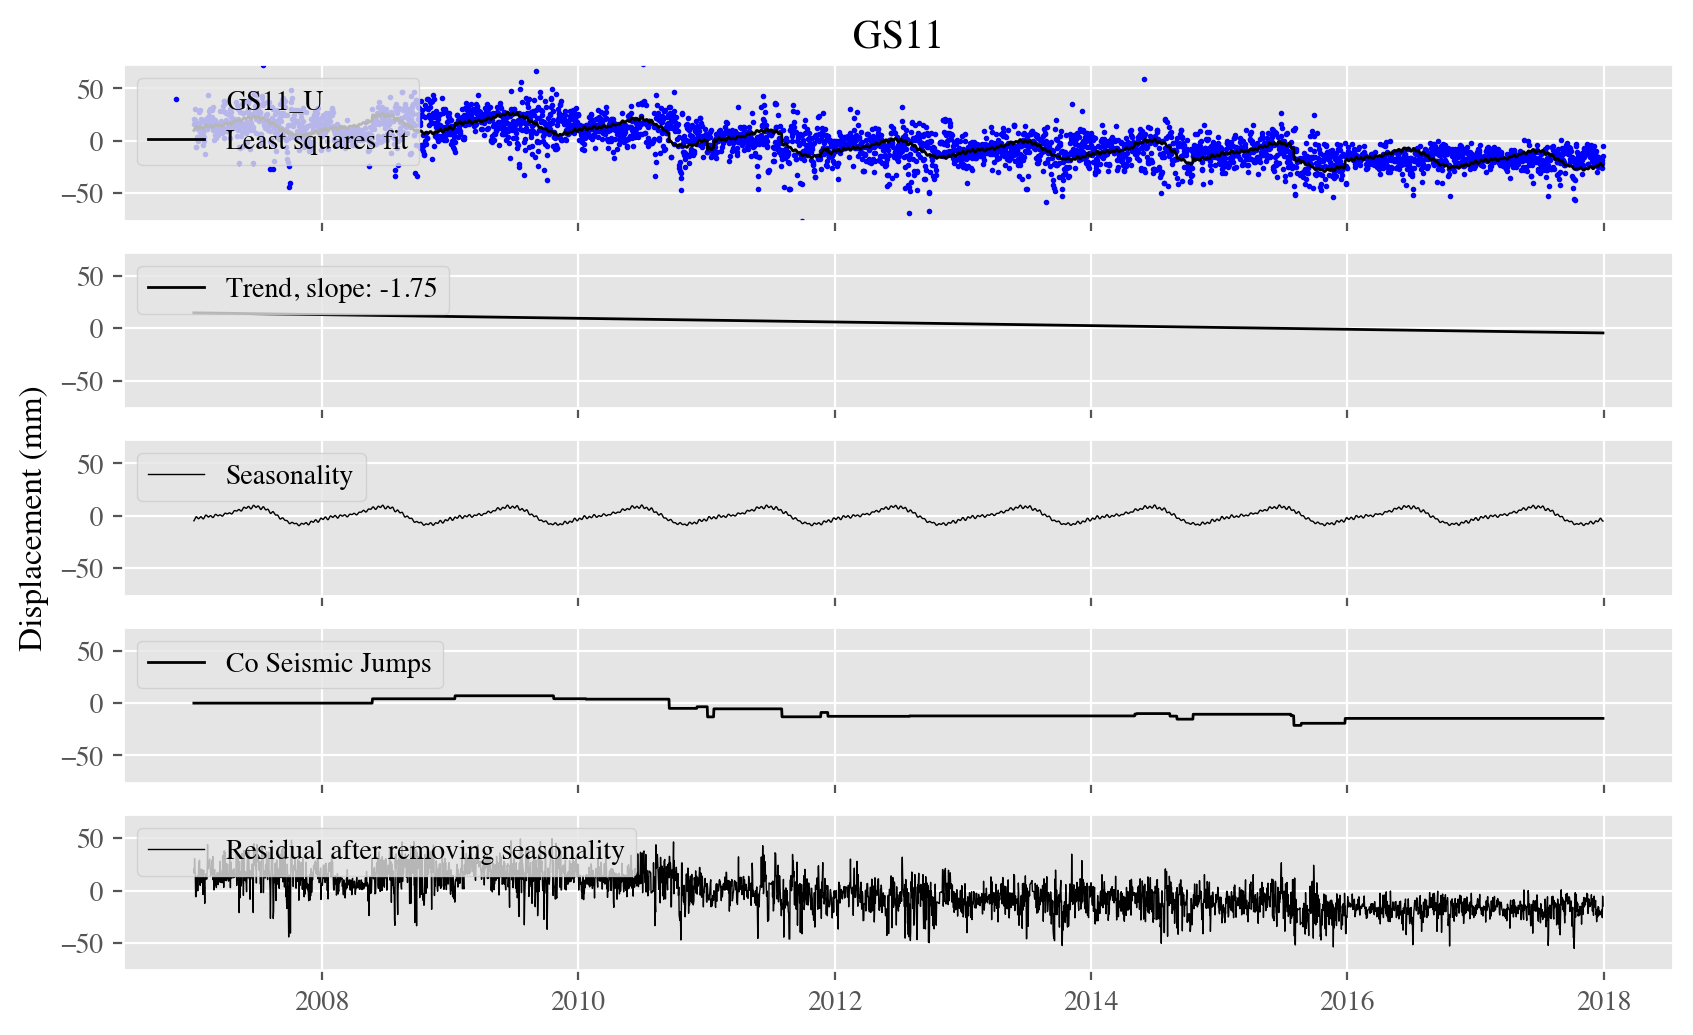 GS11
50
0
−50
GS11_U
Least squares fit
50
0
−50
Trend, slope: -1.75
50
0
−50
Seasonality
50
0
−50
Co Seismic Jumps
50
0
−50
Residual after removing seasonality
2008 2010 2012 2014 2016 2018
Displacement (mm)